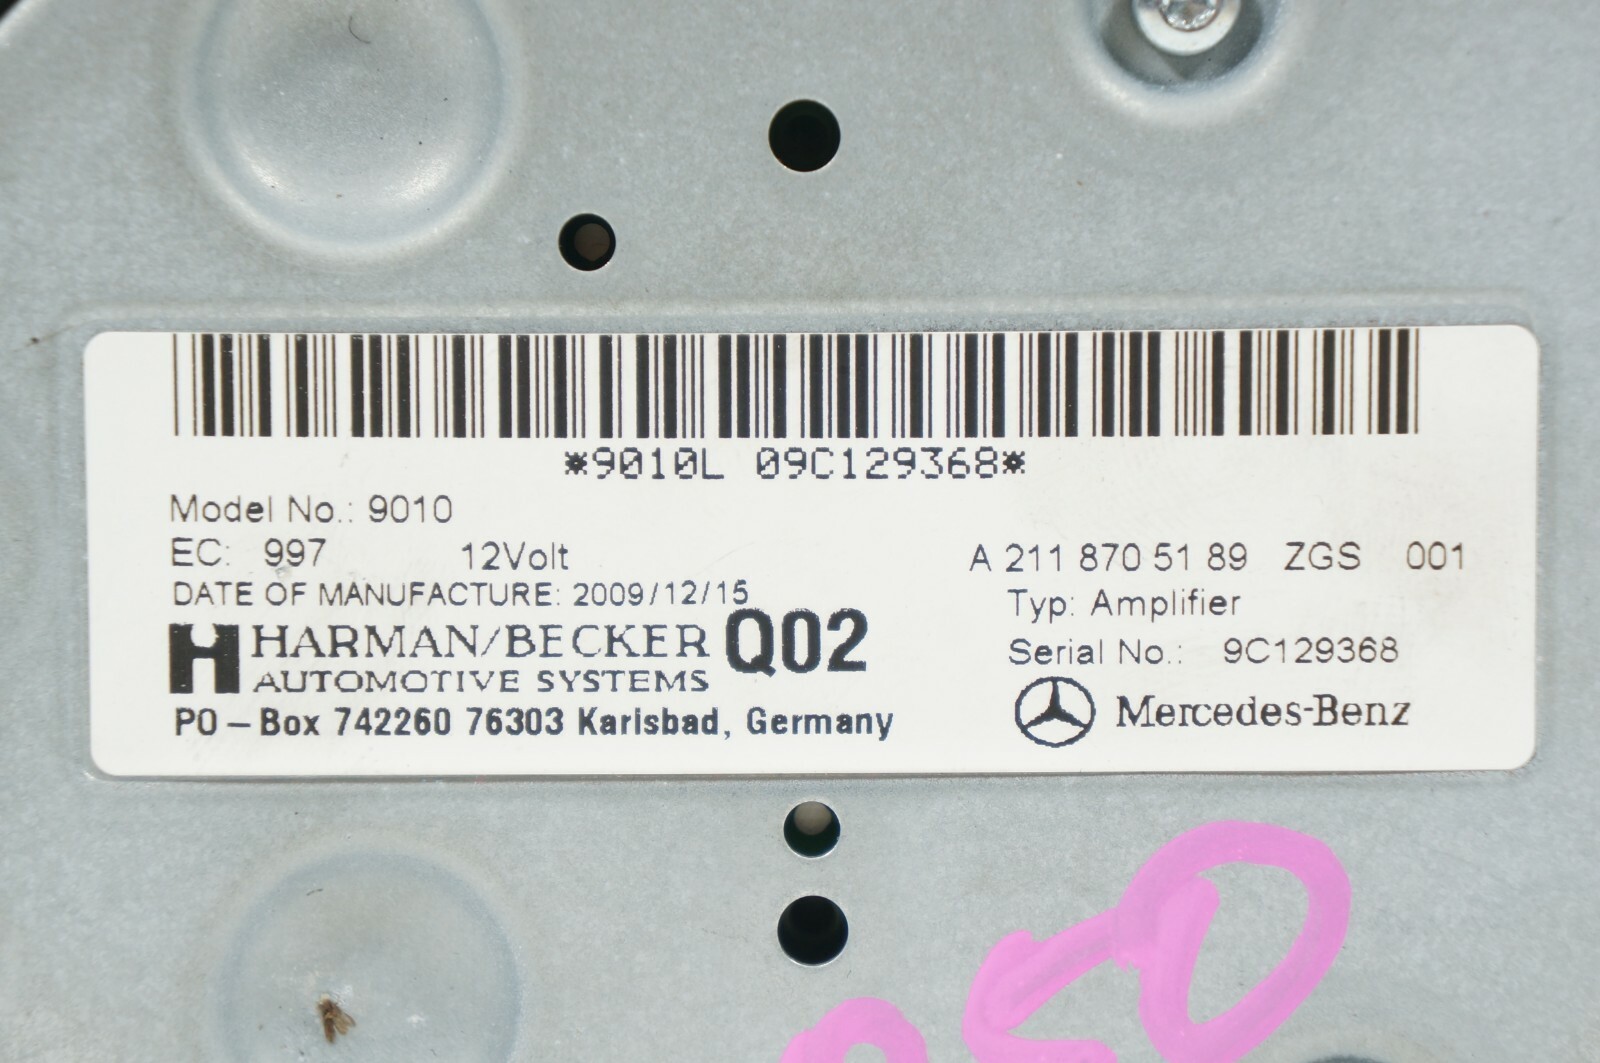 *9010L 09C129368*
Model No.: 9010
EC: 997 12Volt
A 211 870 51 89 ZGS 001
DATE OF MANUFACTURE: 2009/12/15
Typ: Amplifier
HARMAN/BECKER Q02
AUTOMOTIVE SYSTEMS
Serial No.: 9C129368
PO-Box 742260 76303 Karlsbad, Germany
Mercedes-Benz